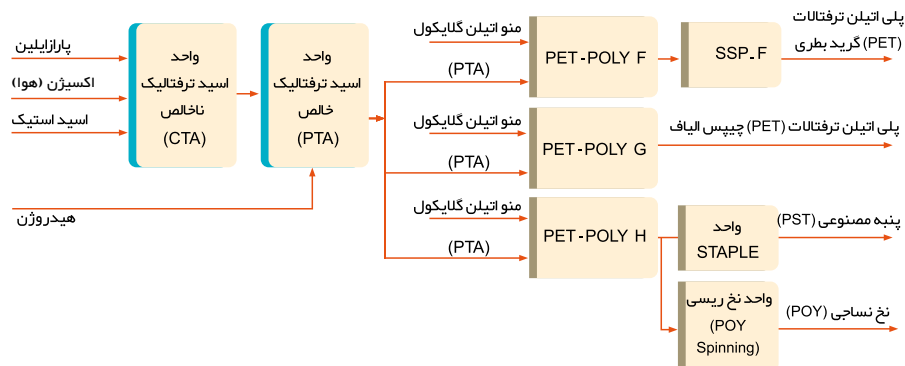 پارازایلین
اکسیژن (هوا)
اسید استیک
هیدروژن
واحد
اسید ترفتالیک
ناخالص
(CTA)
واحد
اسید ترفتالیک
خالص
(PTA)
منو اتیلن گلایکول
(PTA)
PET-POLY F
SSP-F
پلی اتیلن ترفتالات
(PET) گرید بطری
منو اتیلن گلایکول
(PTA)
PET-POLY G
پلی اتیلن ترفتالات (PET) چیپس الیاف
منو اتیلن گلایکول
(PTA)
PET-POLY H
واحد
STAPLE
پنبه مصنوعی (PST)
واحد نخ ریسی
(POY
Spinning)
نخ نساجی (POY)